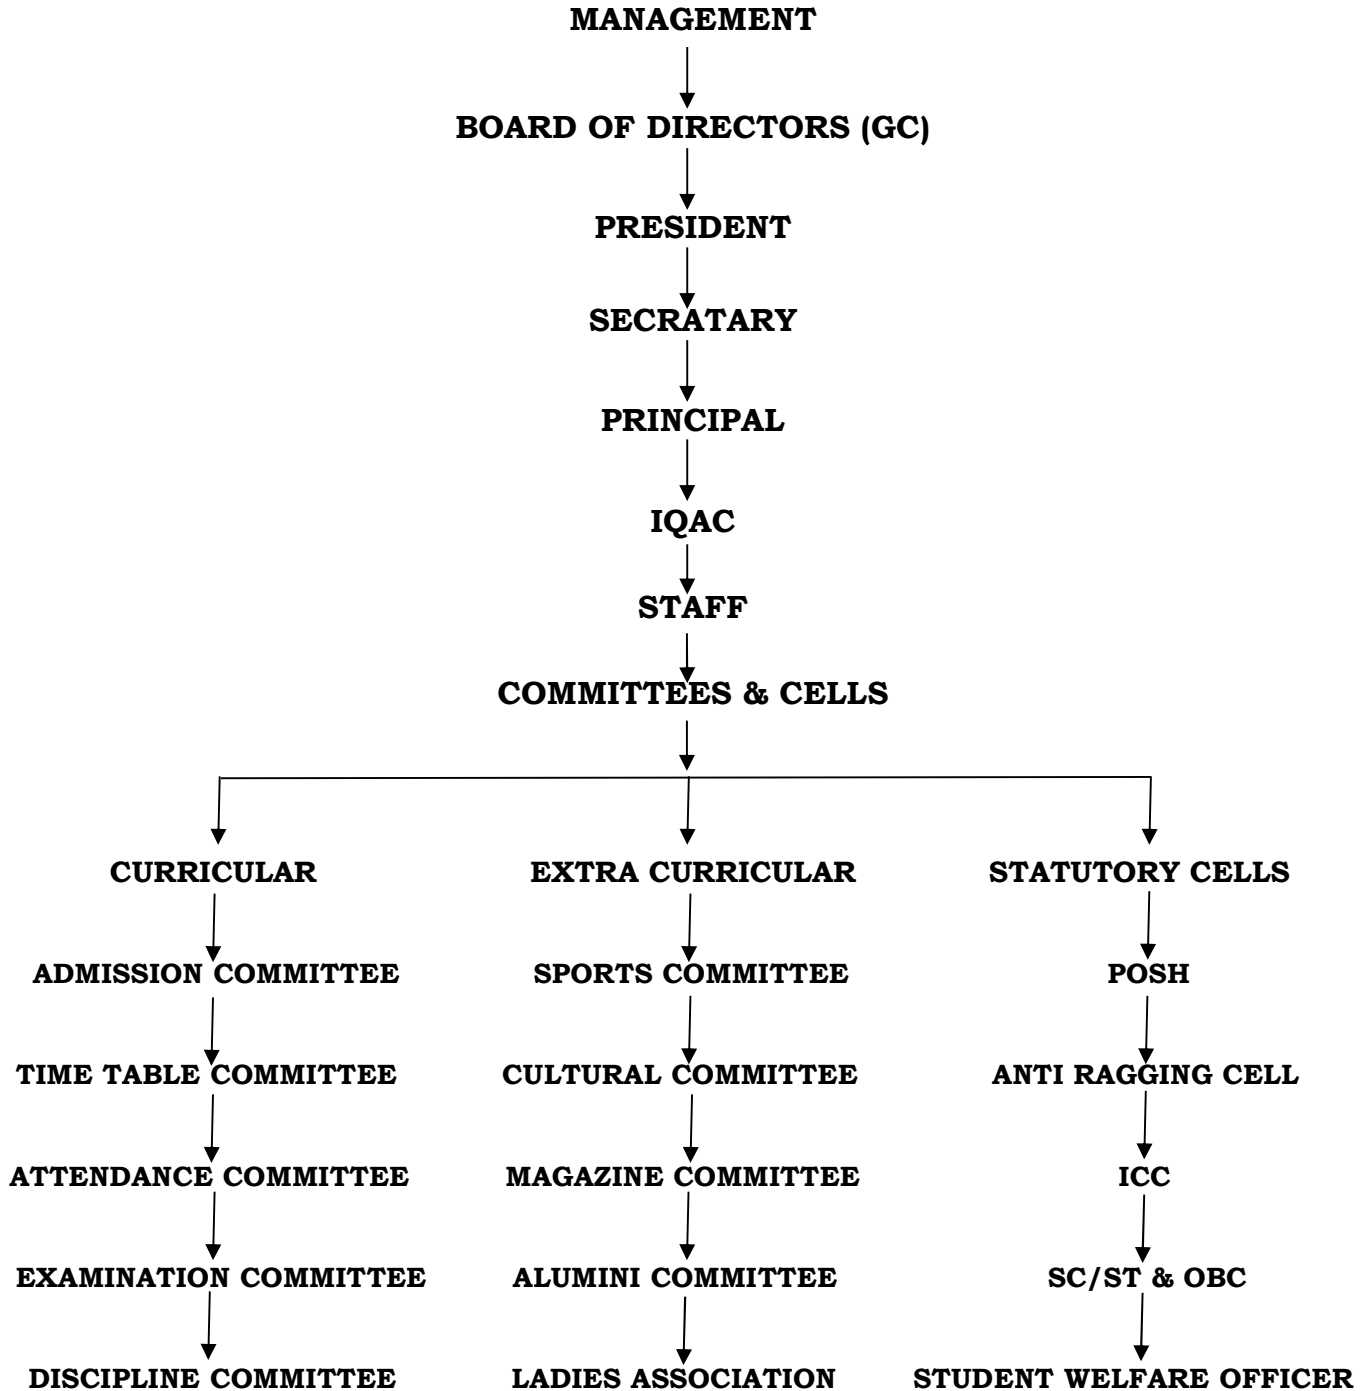 MANAGEMENT
BOARD OF DIRECTORS (GC)
PRESIDENT
SECRATARY
PRINCIPAL
IQAC
STAFF
COMMITTEES & CELLS
CURRICULAR
EXTRA CURRICULAR
STATUTORY CELLS
ADMISSION COMMITTEE
SPORTS COMMITTEE
POSH
TIME TABLE COMMITTEE
CULTURAL COMMITTEE
ANTI RAGGING CELL
ATTENDANCE COMMITTEE
MAGAZINE COMMITTEE
ICC
EXAMINATION COMMITTEE
ALUMINI COMMITTEE
SC/ST & OBC
DISCIPLINE COMMITTEE
LADIES ASSOCIATION
STUDENT WELFARE OFFICER